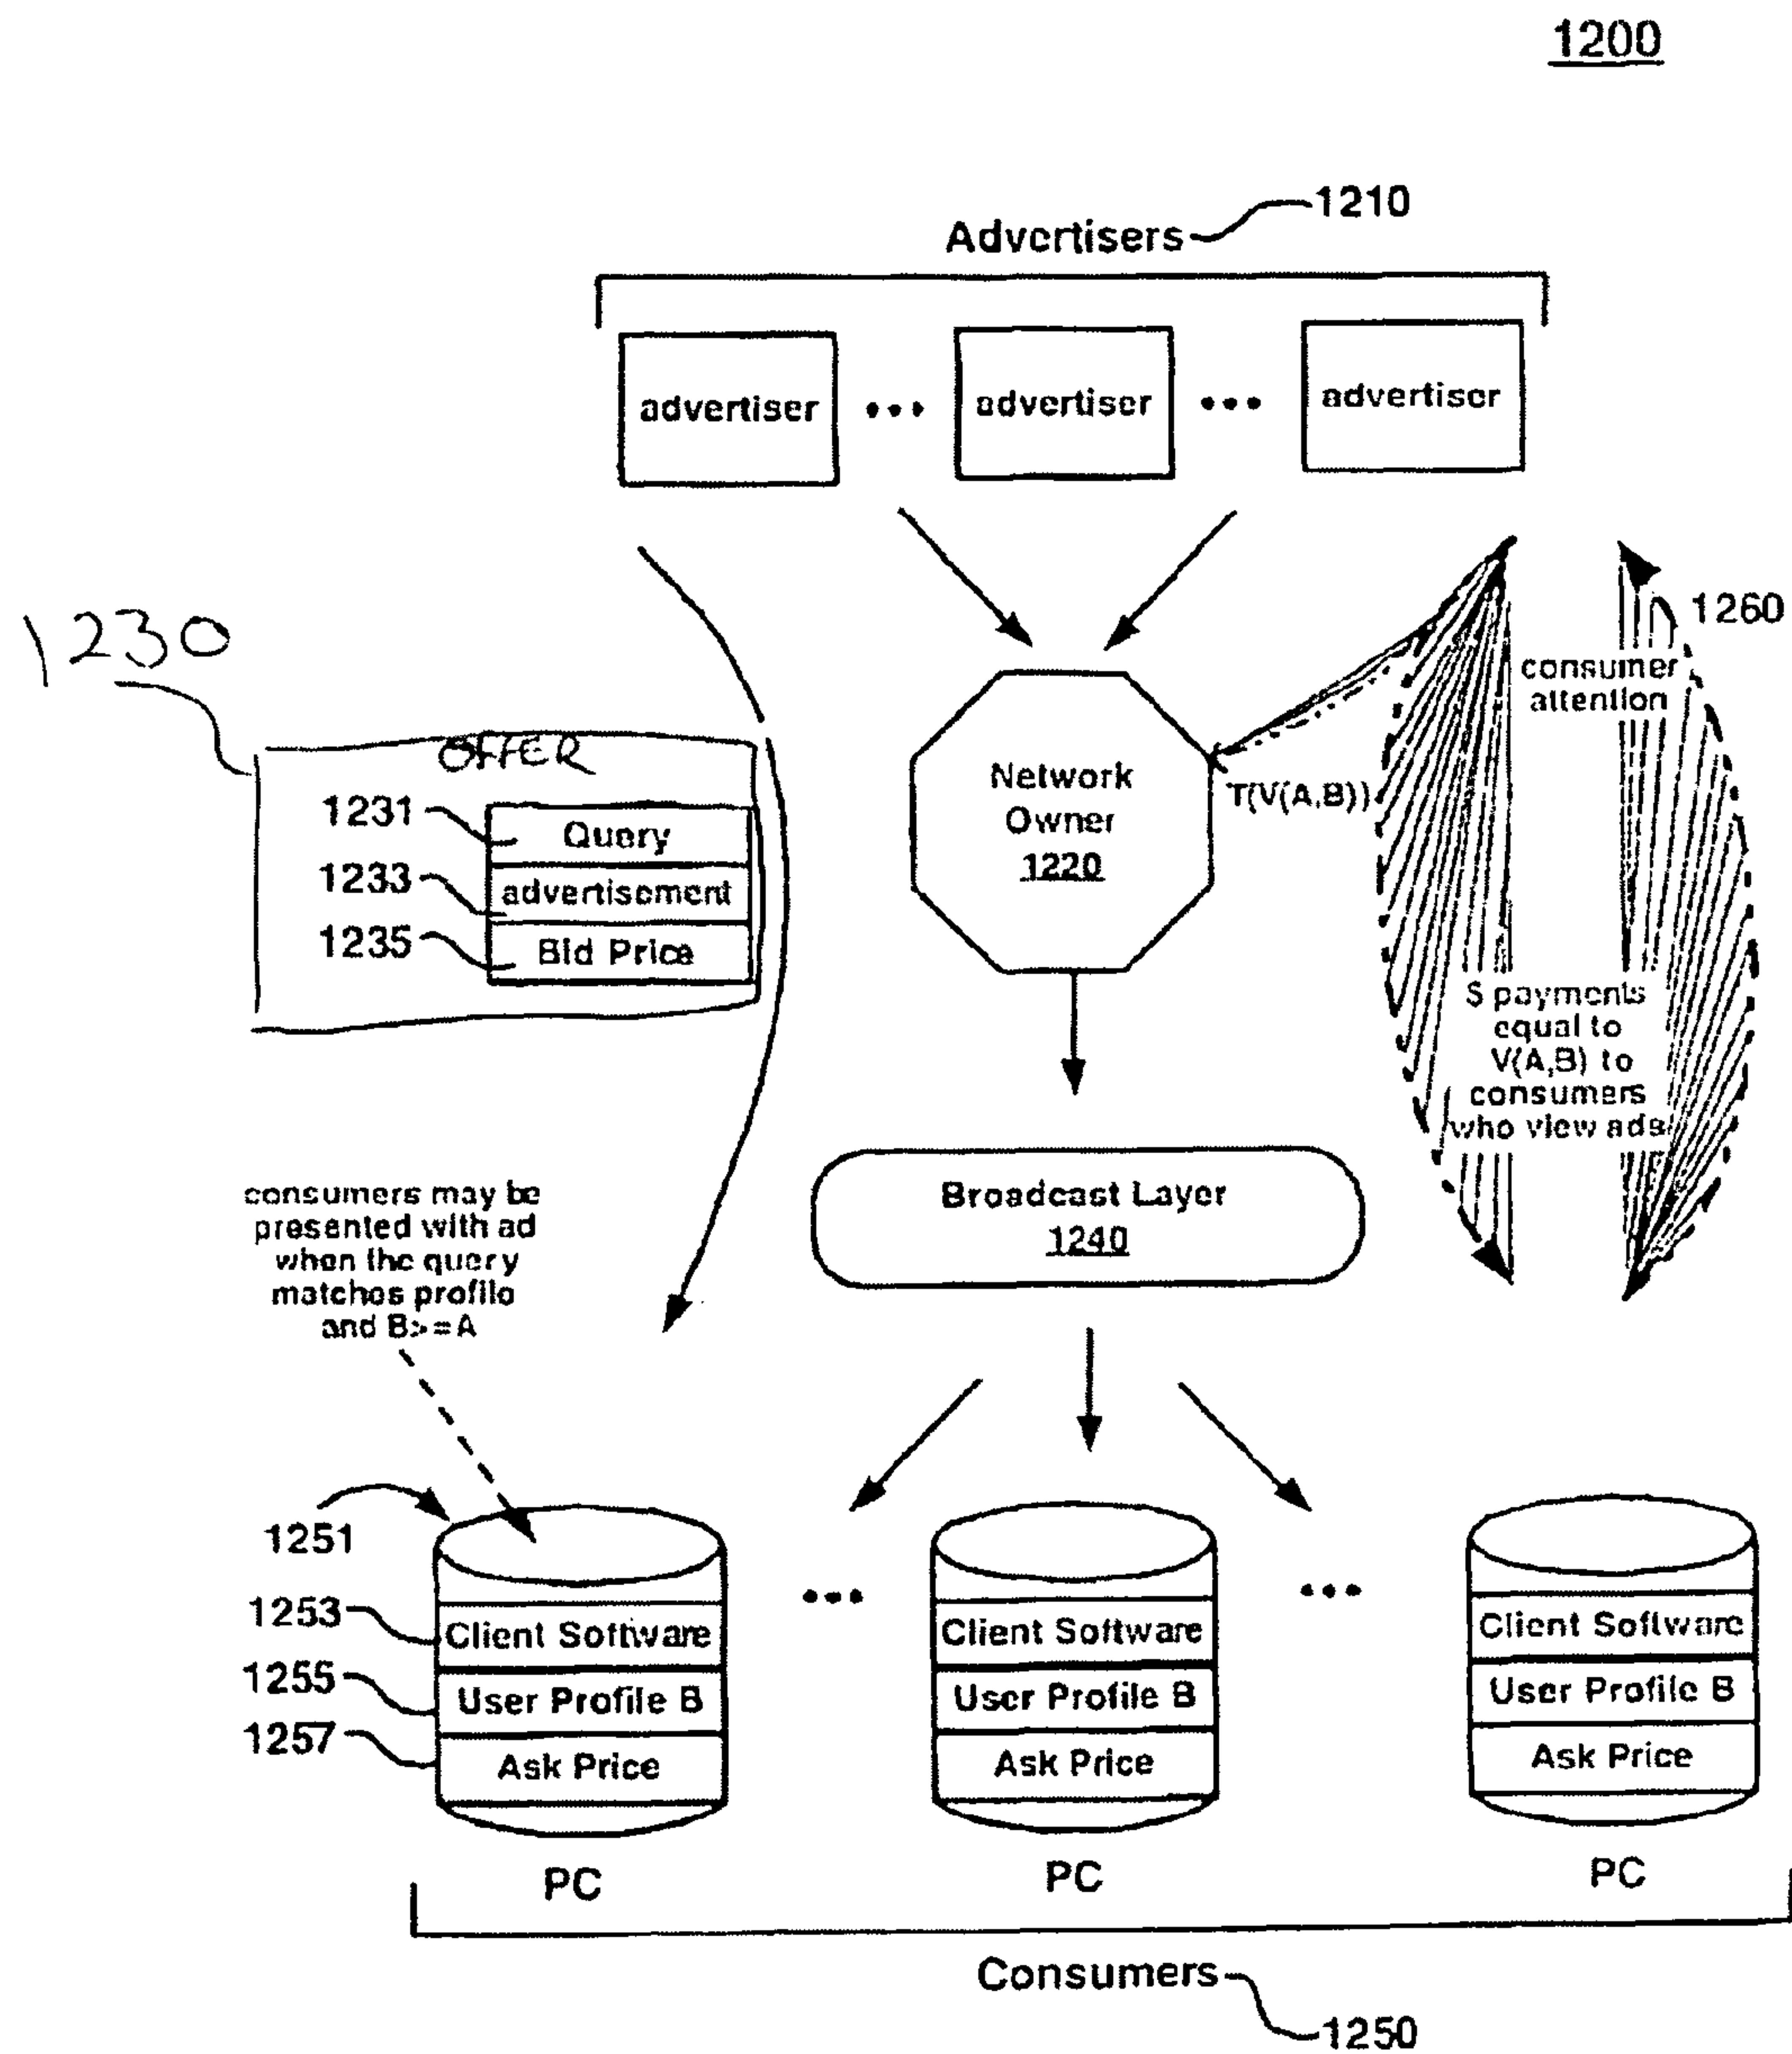 1200
1210
Advertisers
advertiser
advertiser
advertiser
1230
OFFER
1231
Query
1233
advertisement
1235
Bid Price
Network
Owner
1220
T(V(A,B))
1260
consumer
attention
$ payments
equal to
V(A,B) to
consumers
who view ads
Broadcast Layer
1240
consumers may be
presented with ad
when the query
matches profile
and B>=A
1251
1253
Client Software
1255
User Profile B
1257
Ask Price
PC
Client Software
User Profile B
Ask Price
PC
Client Software
User Profile B
Ask Price
PC
Consumers
1250